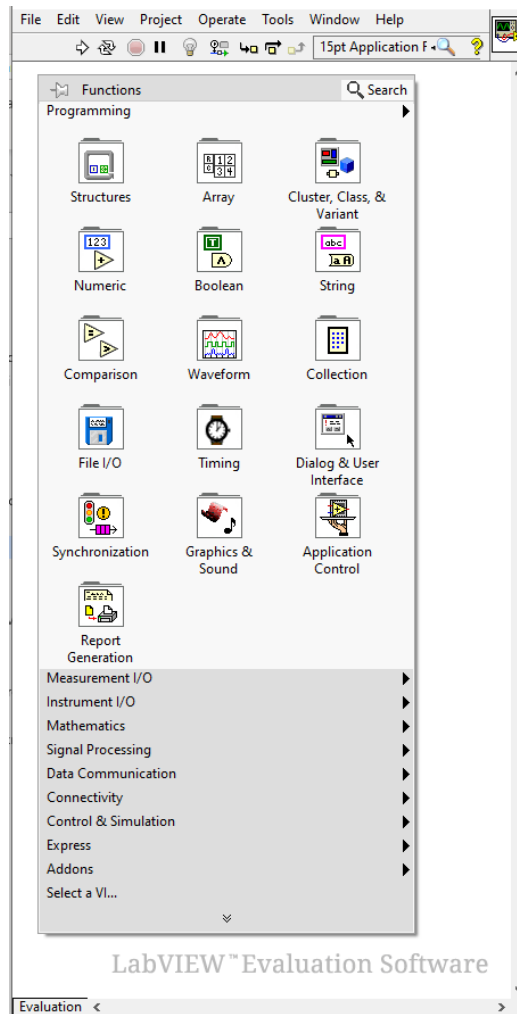 File Edit View Project Operate Tools Window Help
15pt Application F
Functions
Search
Programming
Structures
Array
Cluster, Class, &
Variant
Numeric
Boolean
String
Comparison
Waveform
Collection
File I/O
Timing
Dialog & User
Interface
Synchronization
Graphics &
Sound
Application
Control
Report
Generation
Measurement I/O
Instrument I/O
Mathematics
Signal Processing
Data Communication
Connectivity
Control & Simulation
Express
Addons
Select a VI...
LabVIEW™ Evaluation Software
Evaluation